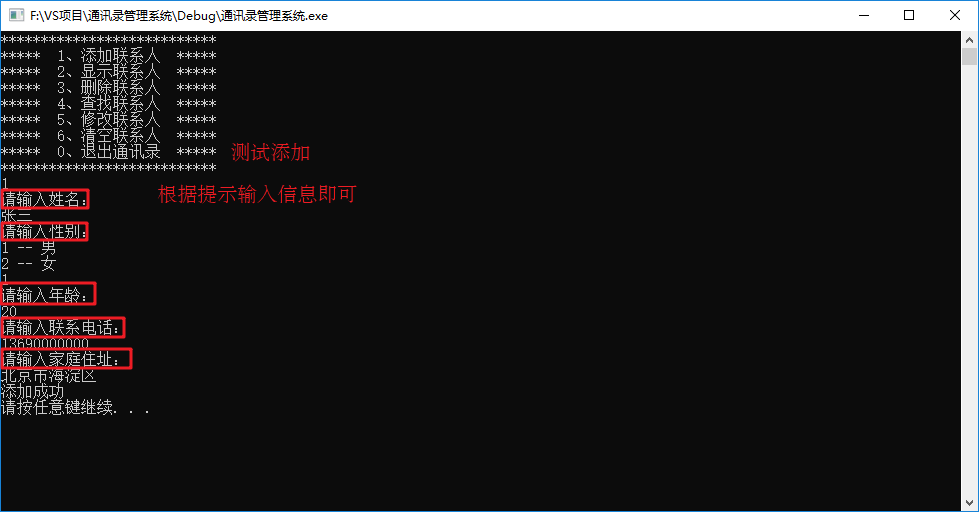 F:\VS项目\通讯录管理系统\Debug\通讯录管理系统.exe
***************************
*****  1、添加联系人  *****
*****  2、显示联系人  *****
*****  3、删除联系人  *****
*****  4、查找联系人  *****
*****  5、修改联系人  *****
*****  6、清空联系人  *****
*****  0、退出通讯录  *****
测试添加
***************************
1
根据提示输入信息即可
请输入姓名:
张三
请输入性别:
1 -- 男
2 -- 女
1
请输入年龄:
20
请输入联系电话:
13690000000
请输入家庭住址:
北京市海淀区
添加成功
请按任意键继续. . .